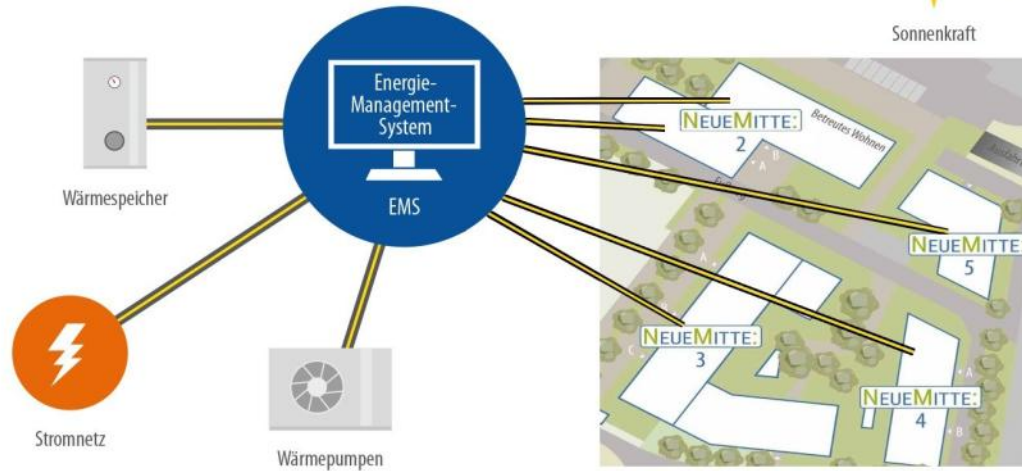 Sonnenkraft
Energie-
Management-
System
EMS
Wärmespeicher
Stromnetz
Wärmepumpen
NEUEMITTE:
2
Betreutes Wohnen
B
A
NEUEMITTE
5
A
B
C
NEUEMITTE:
3
A
NEUEMITTE:
4
B